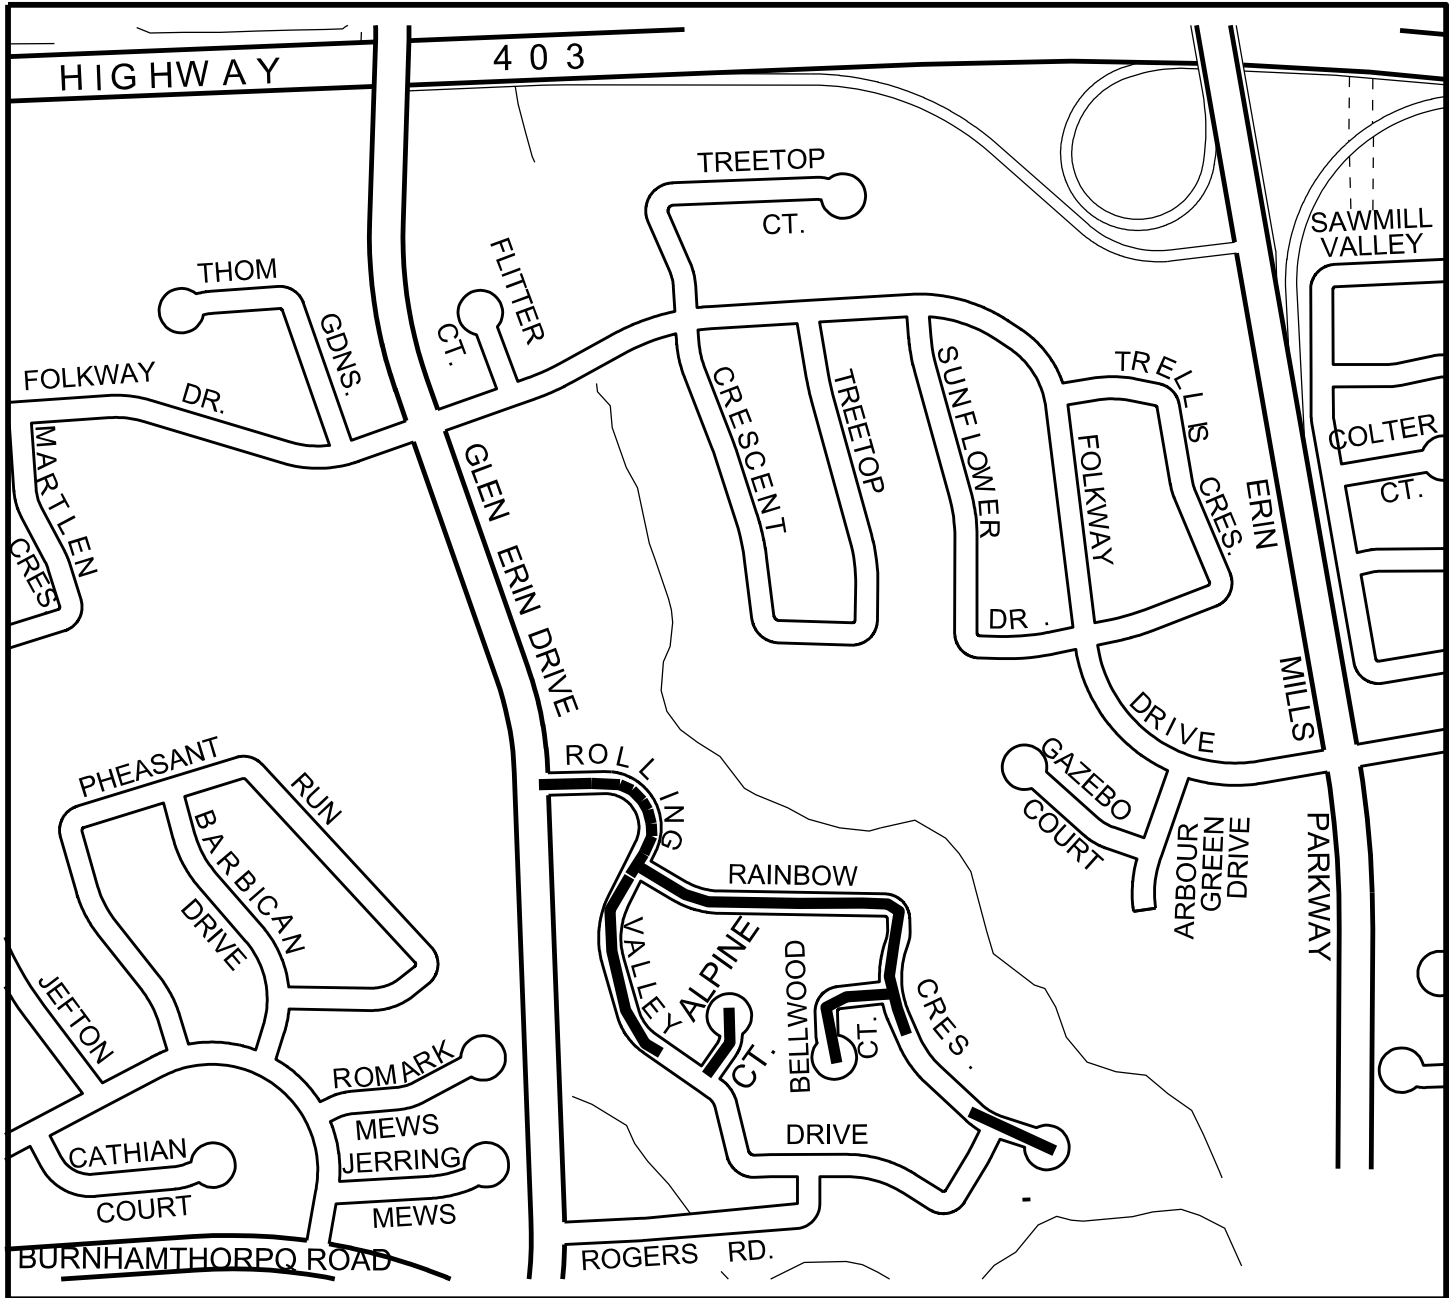 HIGHWAY 403
TREETOP
CT.
SAWMILL
VALLEY
THOM
GDNS.
FLITTER
CT.
FOLKWAY
DR.
MARTLEN
CRES.
CRESCENT
TREETOP
SUNFLOWER
DR .
TRELLIS
CRES.
FOLKWAY
DRIVE
COLTER
CT.
ERIN
MILLS
PARKWAY
GLEN ERIN DRIVE
GAZEBO
COURT
ARBOUR
GREEN
DRIVE
PHEASANT
RUN
BARBICAN
DRIVE
JEFTON
ROLLING
VALLEY
DRIVE
RAINBOW
CRES.
ALPINE
CT.
BELLWOOD
CT.
ROMARK
MEWS
JERRING
MEWS
CATHIAN
COURT
BURNHAMTHORPQ ROAD
ROGERS RD.